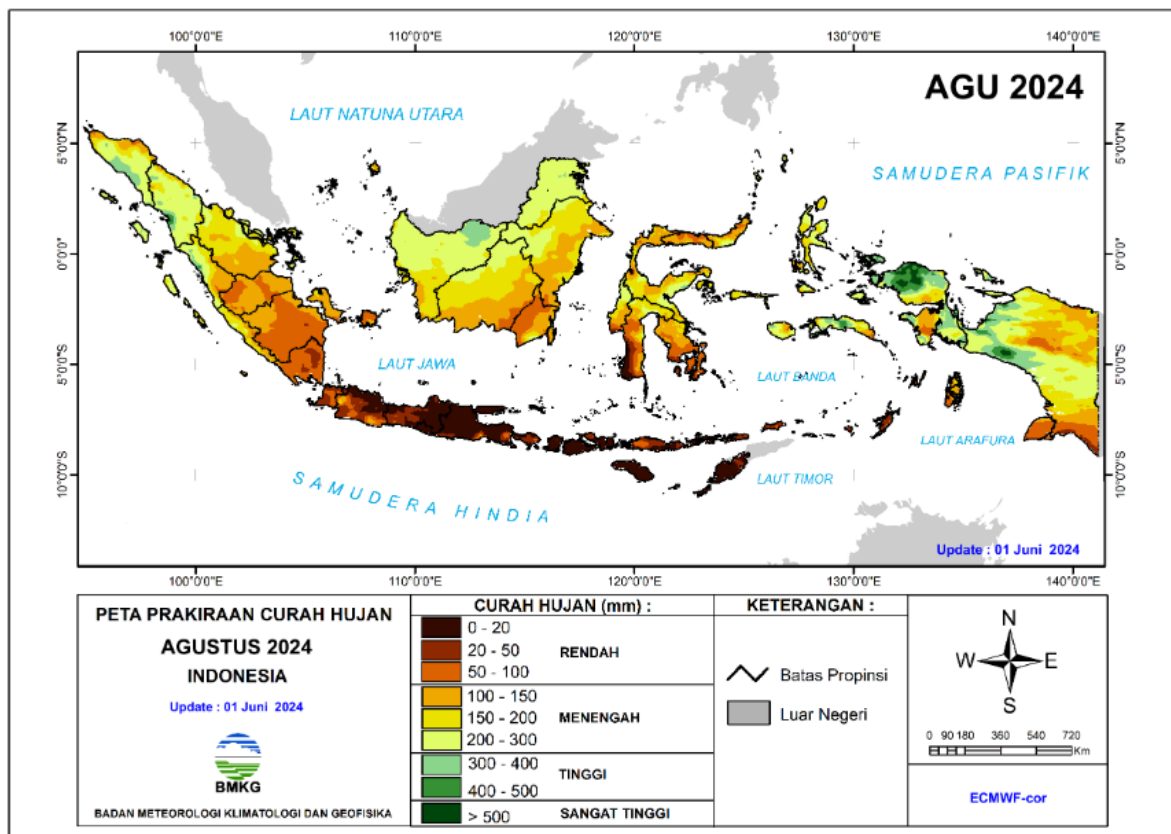 100°0'0"E
110°0'0"E
120°0'0"E
130°0'0"E
140°0'0"E
AGU 2024
LAUT NATUNA UTARA
SAMUDERA PASIFIK
5°0'0"N
5°0'0"N
0°0'0"
0°0'0"
LAUT JAWA
LAUT BANDA
5°0'0"S
5°0'0"S
LAUT ARAFURA
LAUT TIMOR
10°0'0"S
10°0'0"S
SAMUDERA HINDIA
Update : 01 Juni 2024
100°0'0"E
110°0'0"E
120°0'0"E
130°0'0"E
140°0'0"E
PETA PRAKIRAAN CURAH HUJAN
AGUSTUS 2024
INDONESIA
Update : 01 Juni 2024
BMKG
BADAN METEOROLOGI KLIMATOLOGI DAN GEOFISIKA
CURAH HUJAN (mm) :
0 - 20
20 - 50
RENDAH
50 - 100
100 - 150
150 - 200
MENENGAH
200 - 300
300 - 400
TINGGI
400 - 500
> 500
SANGAT TINGGI
KETERANGAN :
Batas Propinsi
Luar Negeri
N
W
E
S
0 90 180 360 540 720
Km
ECMWF-cor